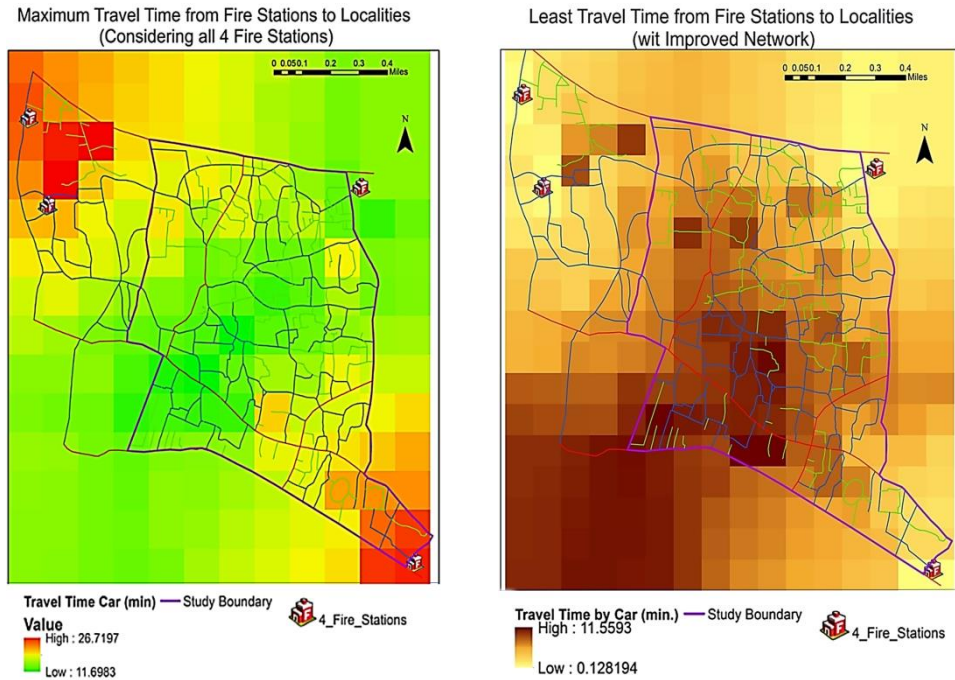 Maximum Travel Time from Fire Stations to Localities
(Considering all 4 Fire Stations)
0 0.050.1 0.2 0.3 0.4
Miles
N
Travel Time Car (min)
Study Boundary
Value
High : 26.7197
Low : 11.6983
4_Fire_Stations
Least Travel Time from Fire Stations to Localities
(wit Improved Network)
0 0.050.1 0.2 0.3 0.4
Miles
N
Travel Time by Car (min.)
Study Boundary
High : 11.5593
Low : 0.128194
4_Fire_Stations